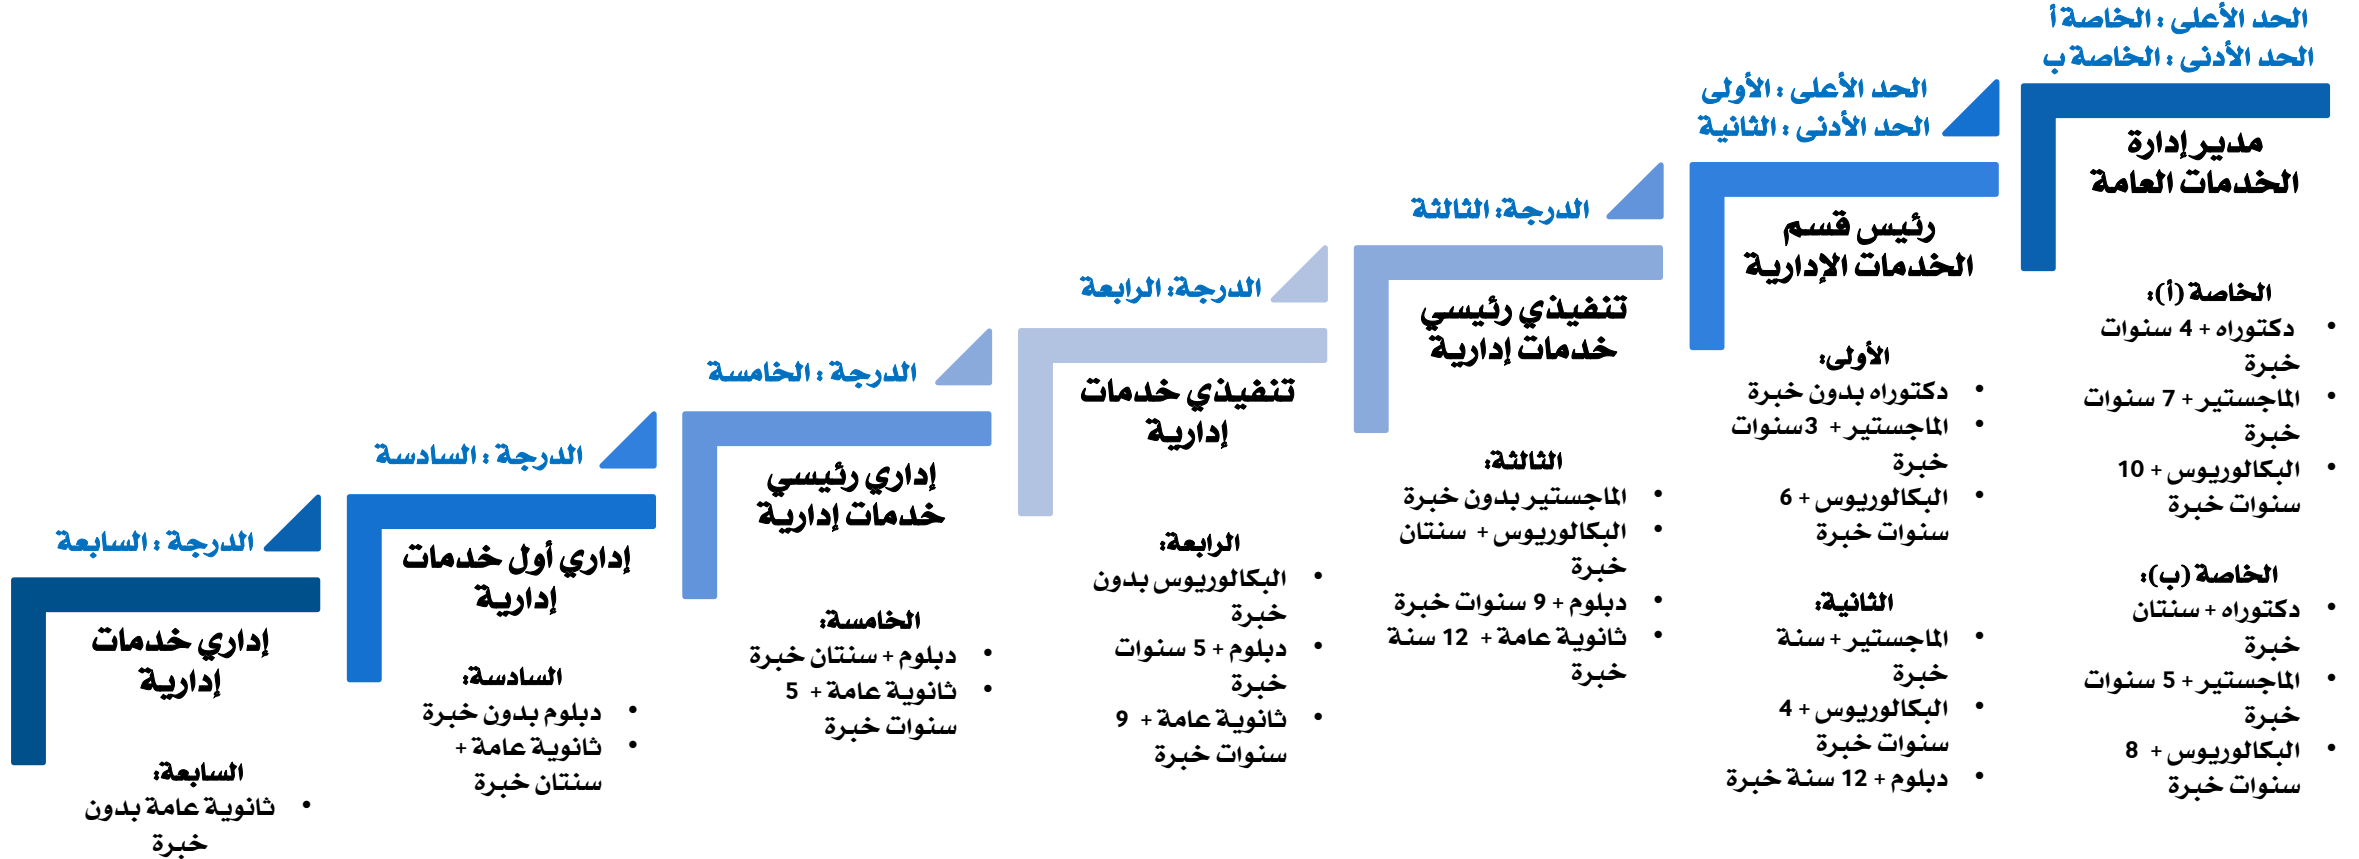 الحد الأعلى : الخاصة أ
الحد الأدنى : الخاصة ب
مدير إدارة
الخدمات العامة
الخاصة (أ):
• دكتوراه + 4 سنوات
خبرة
• الماجستير + 7 سنوات
خبرة
• البكالوريوس + 10
سنوات خبرة
الخاصة (ب):
• دكتوراه + سنتان
خبرة
• الماجستير + 5 سنوات
خبرة
• البكالوريوس + 8
سنوات خبرة
الحد الأعلى : الأولى
الحد الأدنى : الثانية
رئيس قسم
الخدمات الإدارية
الأولى:
• دكتوراه بدون خبرة
• الماجستير + 3سنوات
خبرة
• البكالوريوس + 6
سنوات خبرة
الثانية:
• الماجستير + سنة
خبرة
• البكالوريوس + 4
سنوات خبرة
• دبلوم + 12 سنة خبرة
الدرجة: الثالثة
تنفيذي رئيسي
خدمات إدارية
الثالثة:
• الماجستير بدون خبرة
• البكالوريوس + سنتان
خبرة
• دبلوم + 9 سنوات خبرة
• ثانوية عامة + 12 سنة
خبرة
الدرجة: الرابعة
تنفيذي خدمات
إدارية
الرابعة:
• البكالوريوس بدون
خبرة
• دبلوم + 5 سنوات
خبرة
• ثانوية عامة + 9
سنوات خبرة
الدرجة : الخامسة
إداري رئيسي
خدمات إدارية
الخامسة:
• دبلوم + سنتان خبرة
• ثانوية عامة + 5
سنوات خبرة
الدرجة : السادسة
إداري أول خدمات
إدارية
السادسة:
• دبلوم بدون خبرة
• ثانوية عامة +
سنتان خبرة
الدرجة : السابعة
إداري خدمات
إدارية
السابعة:
• ثانوية عامة بدون
خبرة